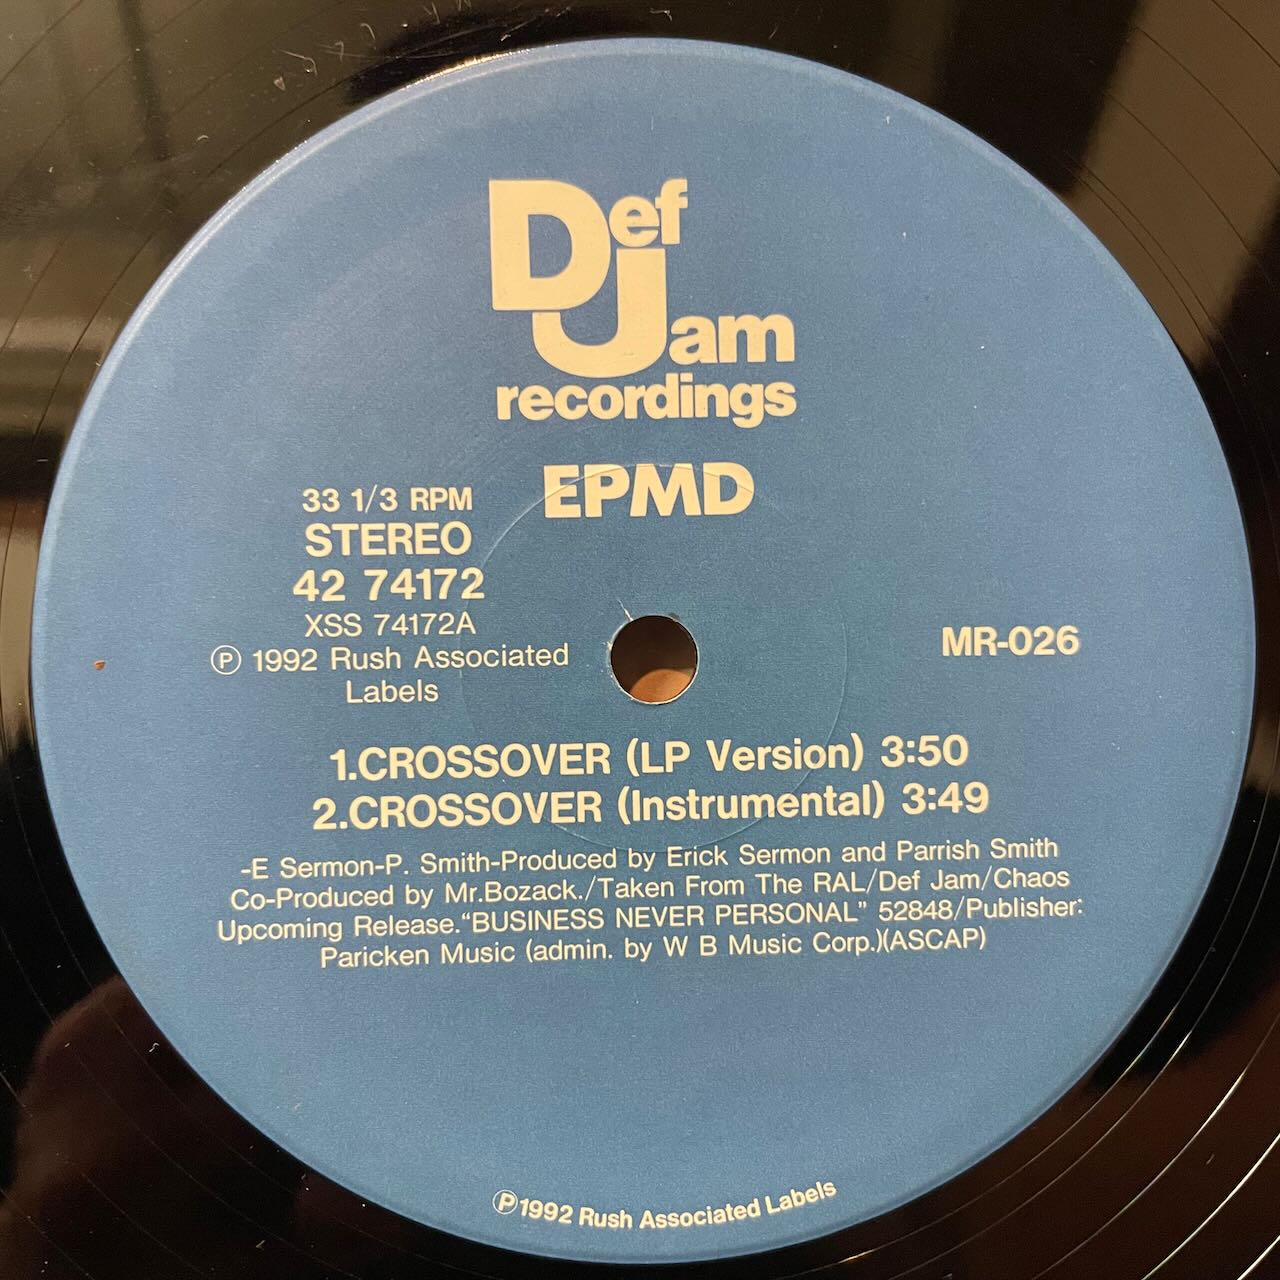 Def
Jam
recordings
EPMD
33 1/3 RPM
STEREO
42 74172
XSS 74172A
Ⓟ 1992 Rush Associated
Labels
MR-026
1.CROSSOVER (LP Version) 3:50
2.CROSSOVER (Instrumental) 3:49
-E Sermon-P. Smith-Produced by Erick Sermon and Parrish Smith
Co-Produced by Mr.Bozack./Taken From The RAL/Def Jam/Chaos
Upcoming Release.“BUSINESS NEVER PERSONAL” 52848/Publisher:
Paricken Music (admin. by W B Music Corp.)(ASCAP)
Ⓟ1992 Rush Associated Labels